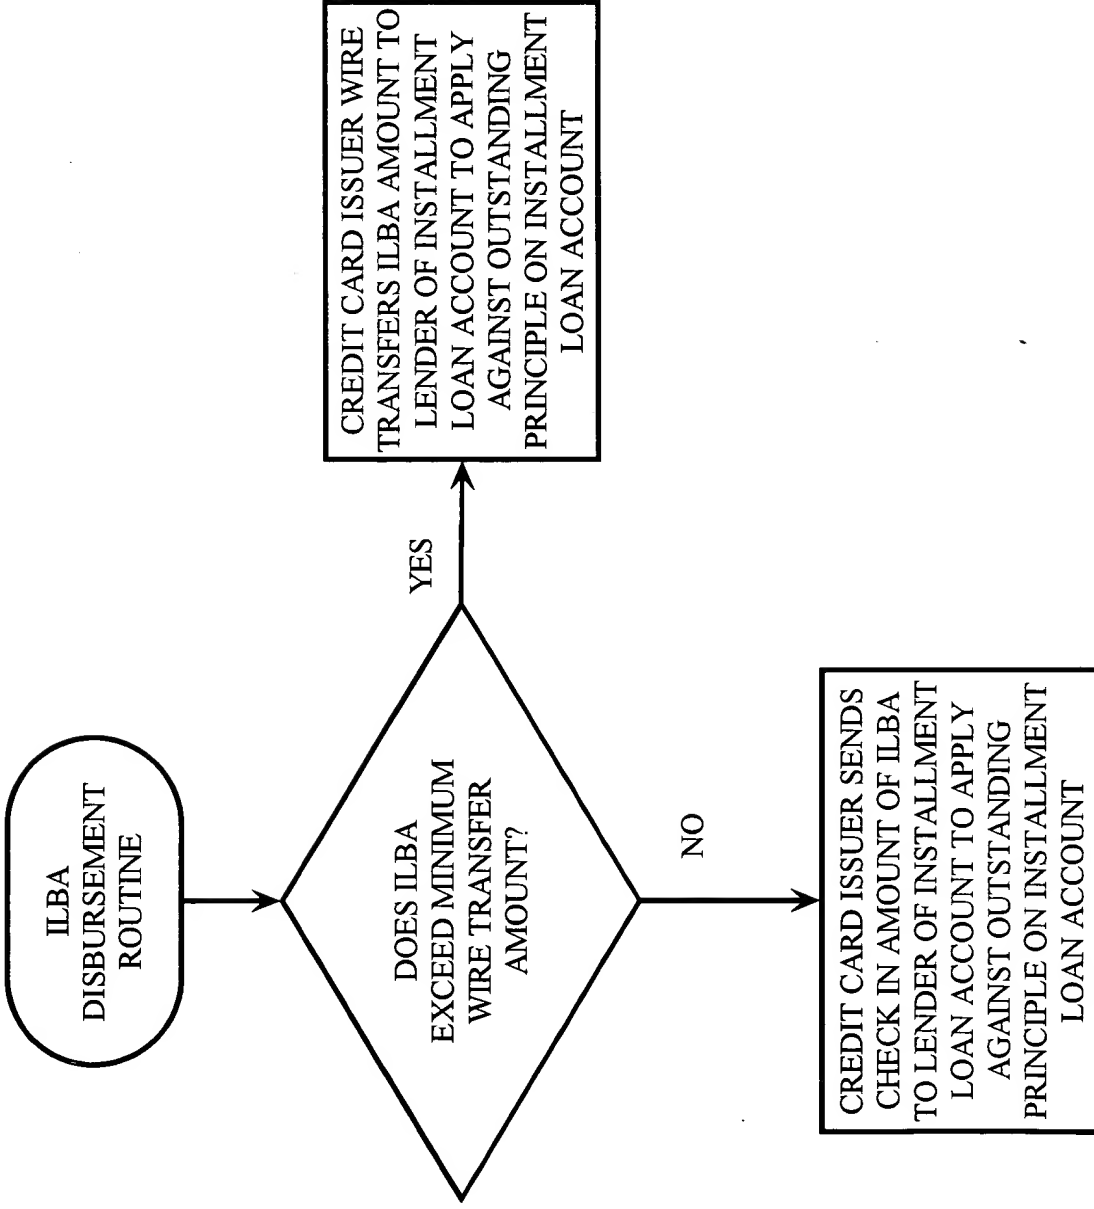 ILBA
DISBURSEMENT
ROUTINE
DOES ILBA
EXCEED MINIMUM
WIRE TRANSFER
AMOUNT?
YES
CREDIT CARD ISSUER WIRE
TRANSFERS ILBA AMOUNT TO
LENDER OF INSTALLMENT
LOAN ACCOUNT TO APPLY
AGAINST OUTSTANDING
PRINCIPLE ON INSTALLMENT
LOAN ACCOUNT
NO
CREDIT CARD ISSUER SENDS
CHECK IN AMOUNT OF ILBA
TO LENDER OF INSTALLMENT
LOAN ACCOUNT TO APPLY
AGAINST OUTSTANDING
PRINCIPLE ON INSTALLMENT
LOAN ACCOUNT